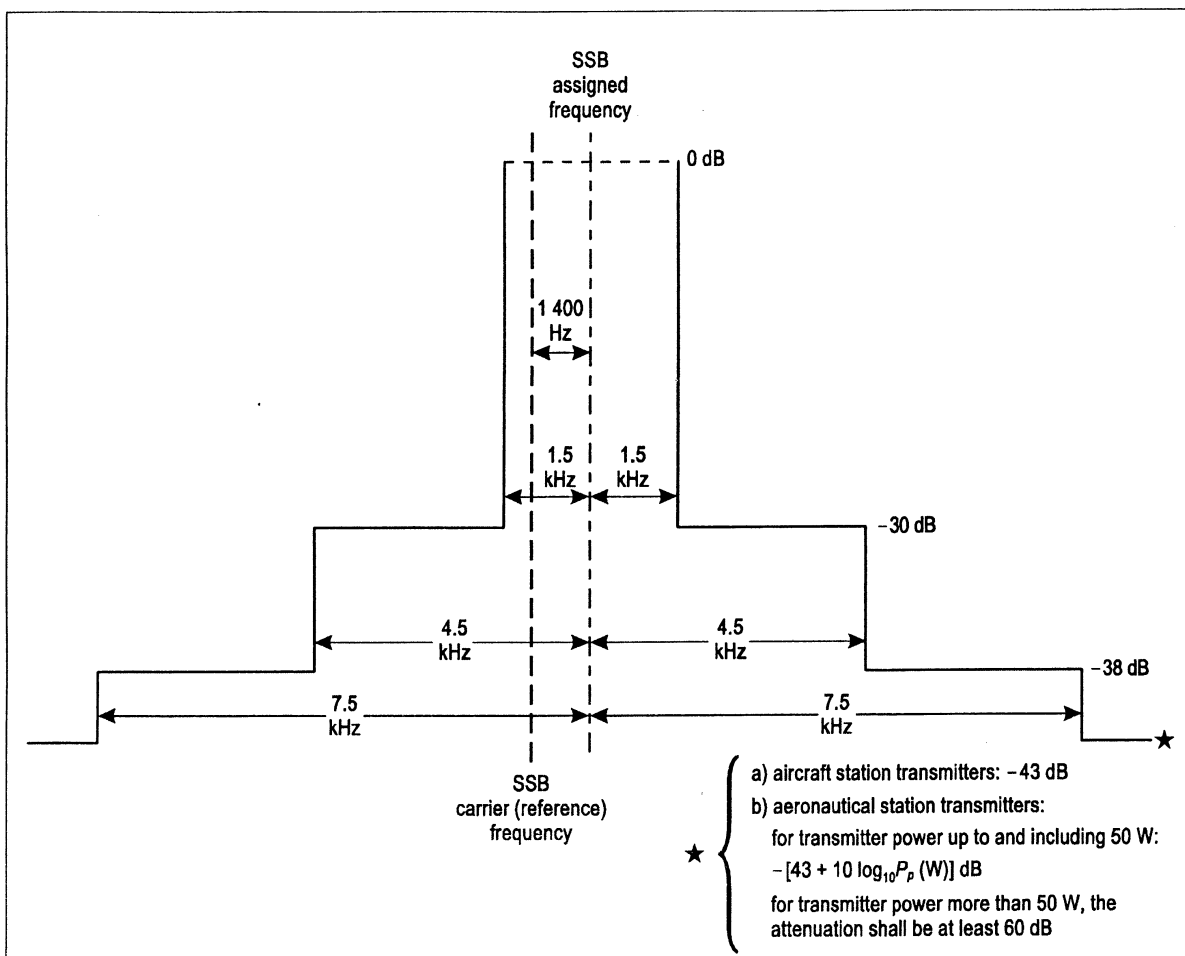 SSB
assigned
frequency
0 dB
1 400
Hz
1.5
kHz
1.5
kHz
–30 dB
4.5
kHz
4.5
kHz
–38 dB
7.5
kHz
7.5
kHz
★
SSB
carrier (reference)
frequency
★
a) aircraft station transmitters: –43 dB
b) aeronautical station transmitters:
for transmitter power up to and including 50 W:
–[43 + 10 log₁₀Pₚ (W)] dB
for transmitter power more than 50 W, the
attenuation shall be at least 60 dB